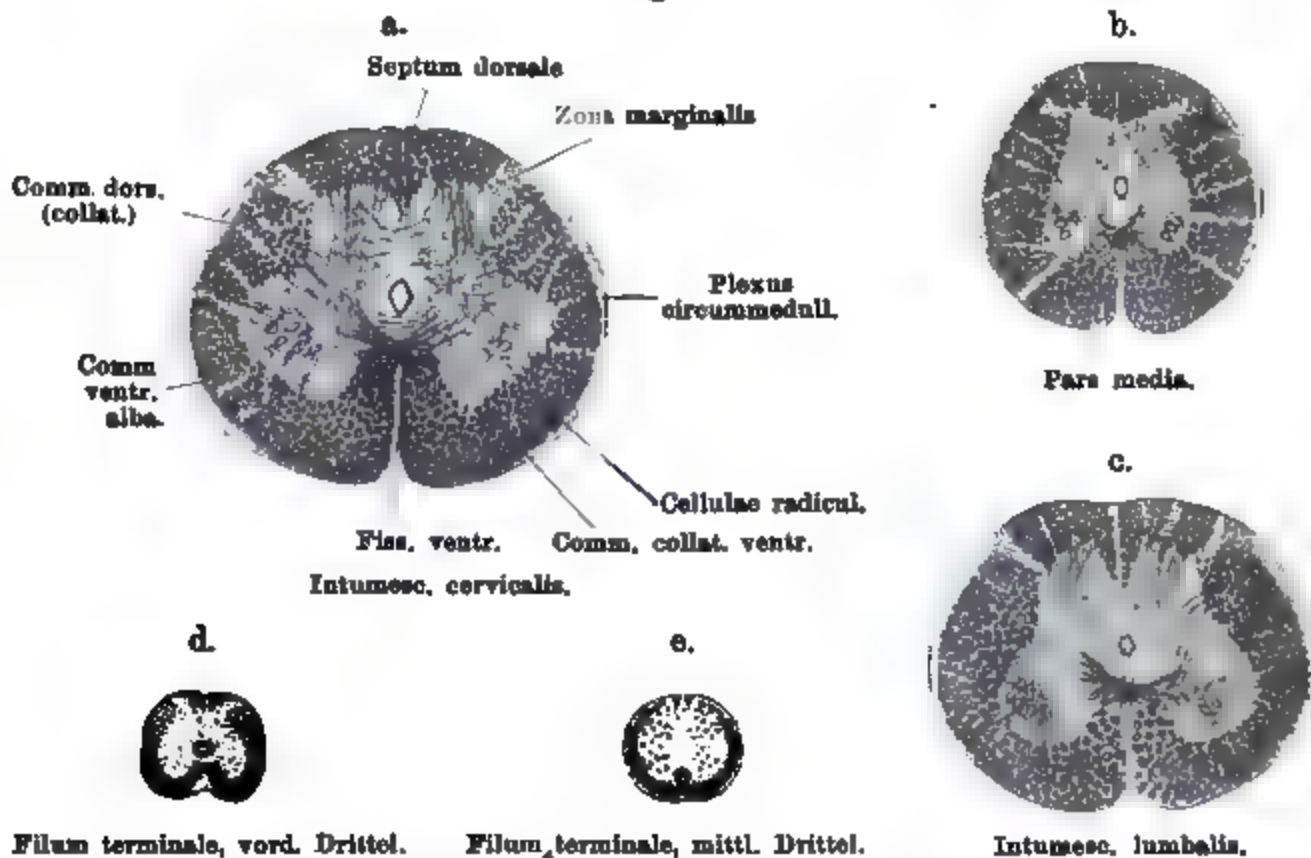 a.
Septum dorsale
Zona marginalis
Comm. dors.
(collat.)
Plexus
circummedull.
Comm
ventr.
alba.
Cellulae radicul.
Fiss. ventr.
Comm. collat. ventr.
Intumesc. cervicalis.
b.
Pars media.
c.
Intumesc. lumbalis.
d.
Filum terminale, vord. Drittel.
e.
Filum terminale, mittl. Drittel.